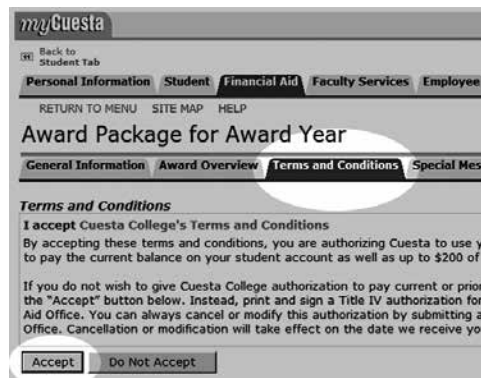 myCuesta
Back to
Student Tab
Personal Information Student Financial Aid Faculty Services Employee
RETURN TO MENU SITE MAP HELP
Award Package for Award Year
General Information Award Overview Terms and Conditions Special Mes
Terms and Conditions
I accept Cuesta College's Terms and Conditions
By accepting these terms and conditions, you are authorizing Cuesta to use y
to pay the current balance on your student account as well as up to $200 of
If you do not wish to give Cuesta College authorization to pay current or prio
the "Accept" button below. Instead, print and sign a Title IV authorization for
Aid Office. You can always cancel or modify this authorization by submitting a
Office. Cancellation or modification will take effect on the date we receive yo
Accept Do Not Accept